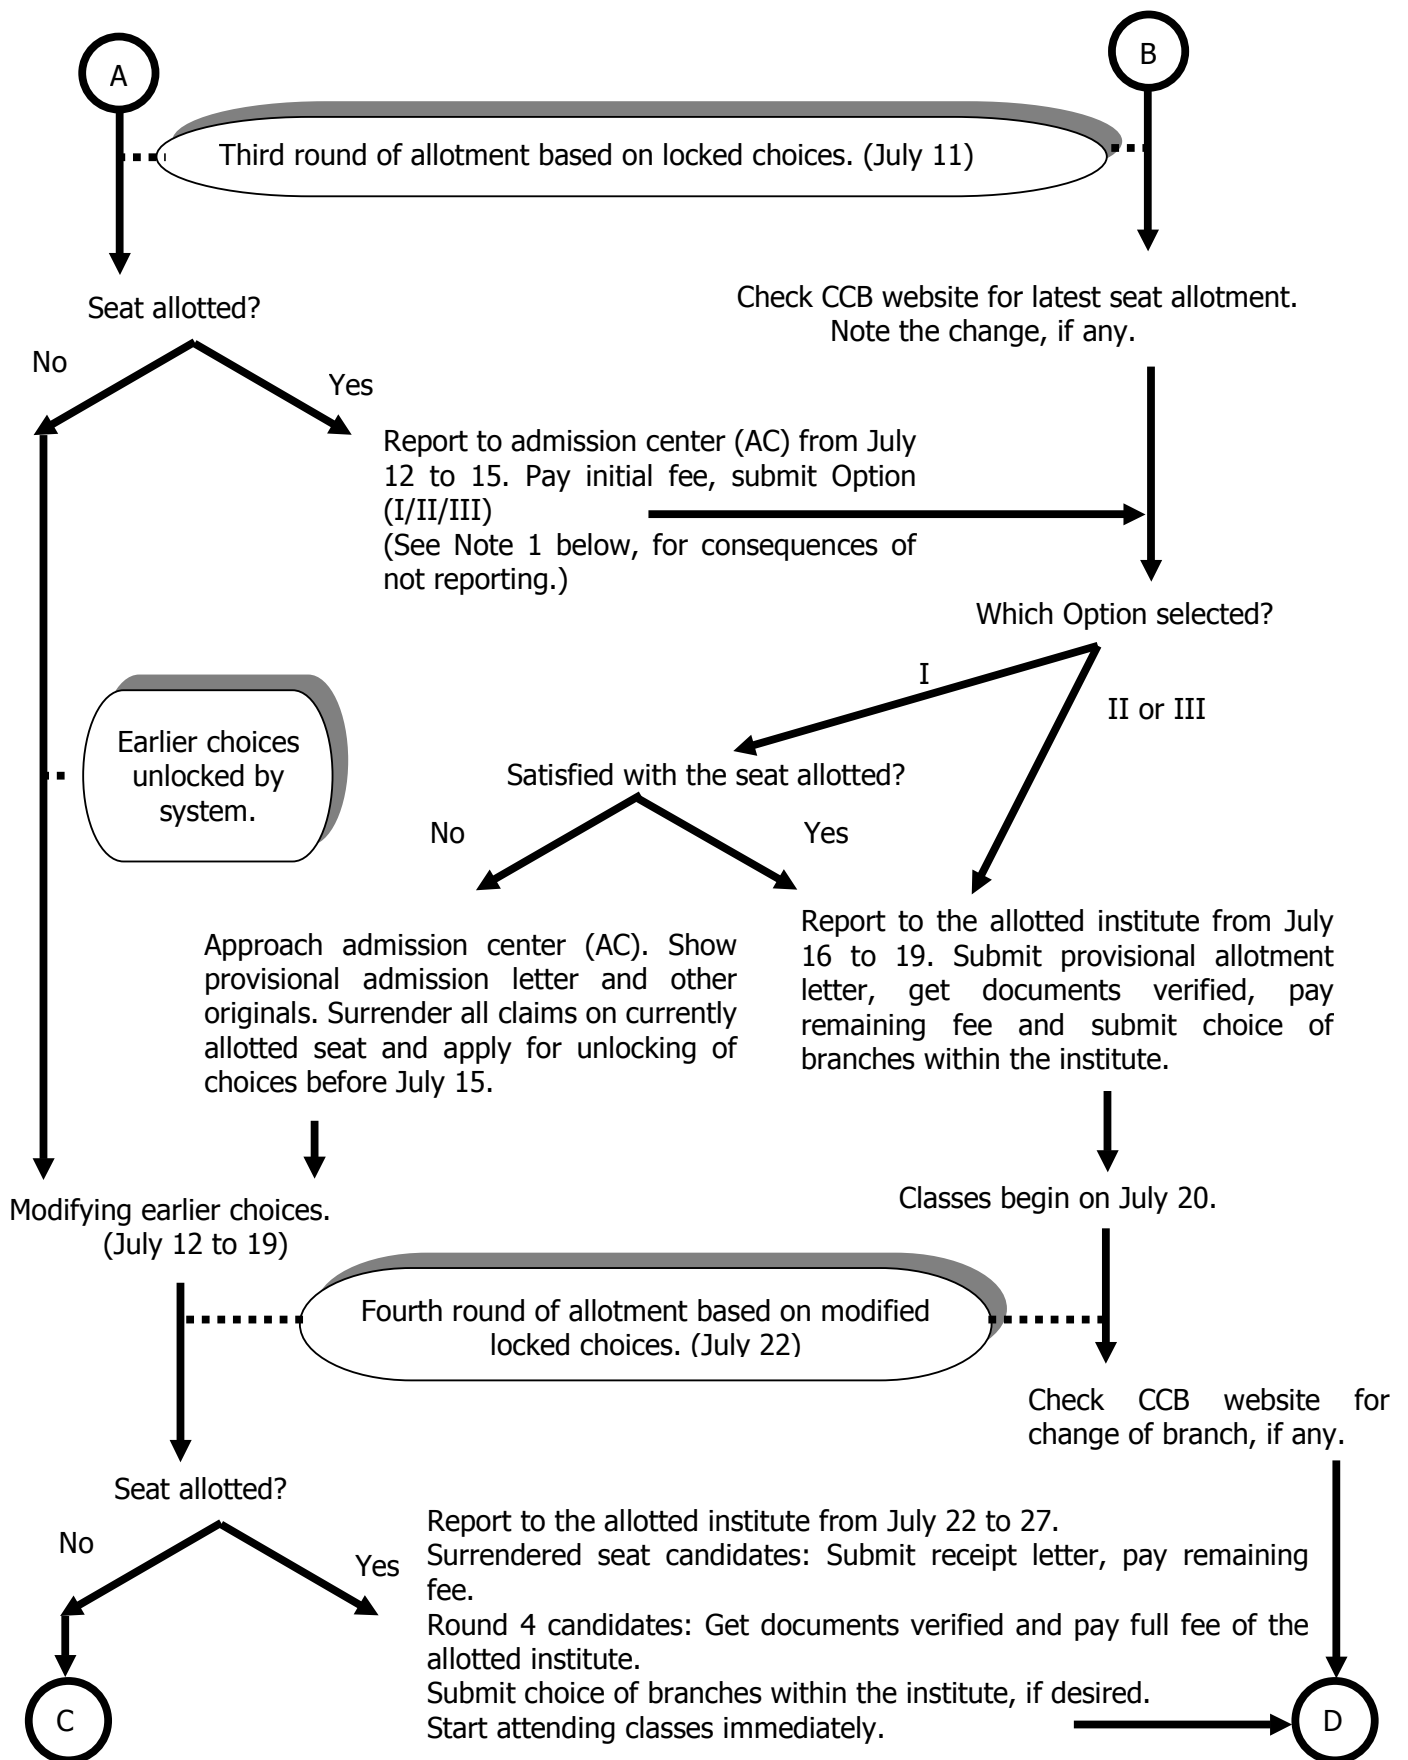 A
B
Third round of allotment based on locked choices. (July 11)
Seat allotted?
Check CCB website for latest seat allotment.
Note the change, if any.
No
Yes
Report to admission center (AC) from July
12 to 15. Pay initial fee, submit Option
(I/II/III)
(See Note 1 below, for consequences of
not reporting.)
Which Option selected?
I
II or III
Earlier choices
unlocked by
system.
Satisfied with the seat allotted?
No
Yes
Approach admission center (AC). Show
provisional admission letter and other
originals. Surrender all claims on currently
allotted seat and apply for unlocking of
choices before July 15.
Report to the allotted institute from July
16 to 19. Submit provisional allotment
letter, get documents verified, pay
remaining fee and submit choice of
branches within the institute.
Modifying earlier choices.
(July 12 to 19)
Classes begin on July 20.
Fourth round of allotment based on modified
locked choices. (July 22)
Check CCB website for
change of branch, if any.
Seat allotted?
No
Yes
Report to the allotted institute from July 22 to 27.
Surrendered seat candidates: Submit receipt letter, pay remaining
fee.
Round 4 candidates: Get documents verified and pay full fee of the
allotted institute.
Submit choice of branches within the institute, if desired.
Start attending classes immediately.
C
D